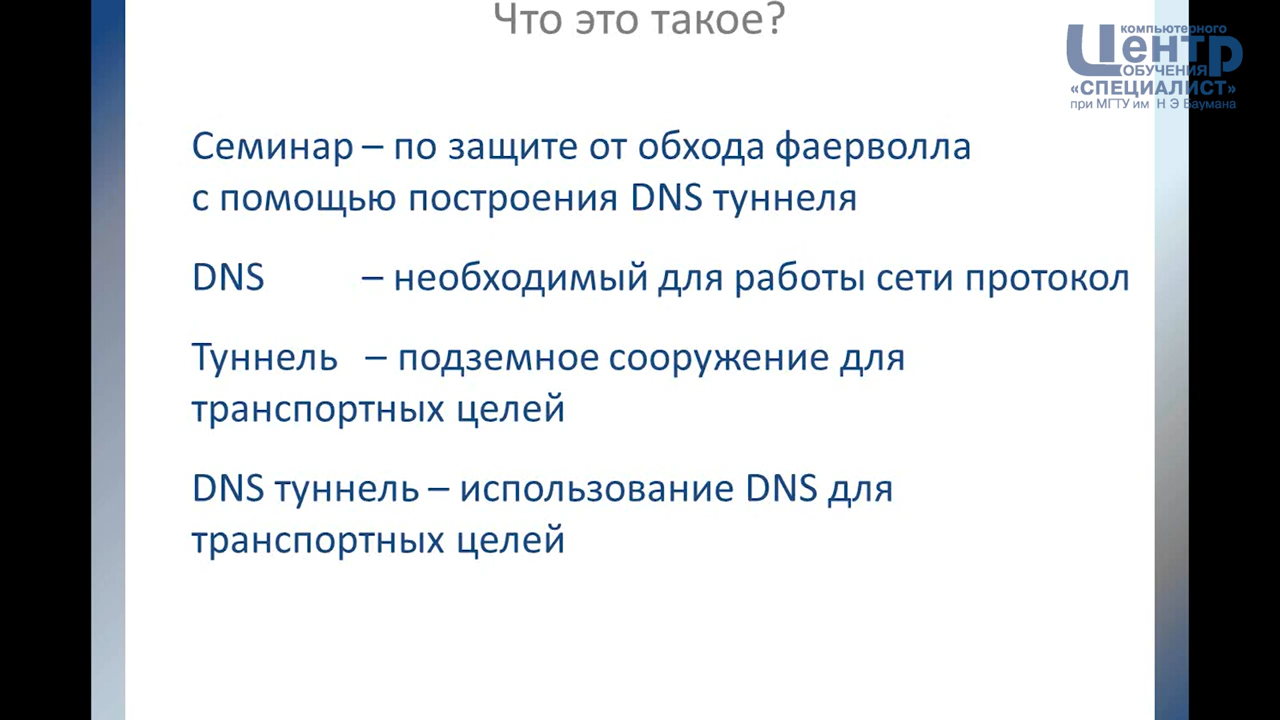 Что это такое?
компьютерного
Центр
ОБУЧЕНИЯ
«СПЕЦИАЛИСТ»
при МГТУ им Н Э Баумана
Семинар – по защите от обхода фаерволла
с помощью построения DNS туннеля
DNS – необходимый для работы сети протокол
Туннель – подземное сооружение для
транспортных целей
DNS туннель – использование DNS для
транспортных целей